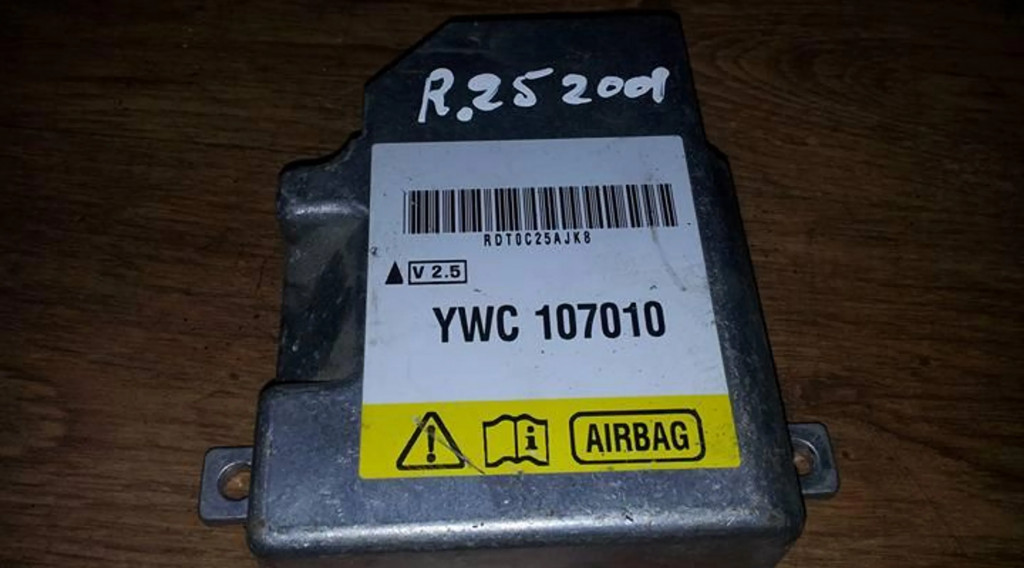 R.25 2001
RDT0C25AJK8
V 2.5
YWC 107010
AIRBAG